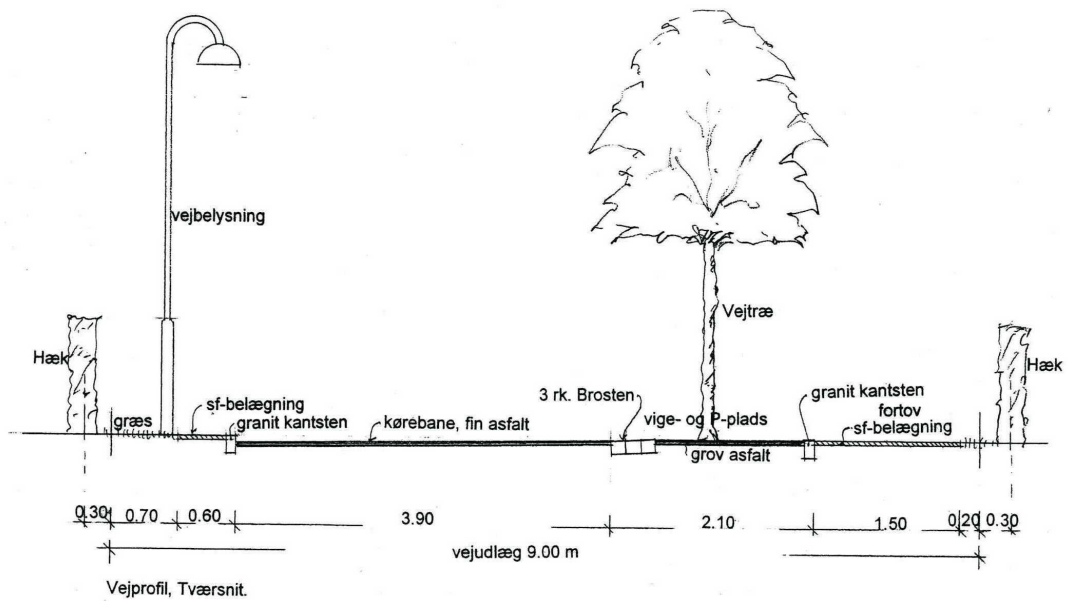 vejbelysning
Vejtræ
Hæk
Hæk
græs
sf-belægning
granit kantsten
kørebane, fin asfalt
3 rk. Brosten
vige- og P-plads
grov asfalt
granit kantsten
fortov
sf-belægning
0.30
0.70
0.60
3.90
2.10
1.50
0.20
0.30
vejudlæg 9.00 m
Vejprofil, Tværsnit.